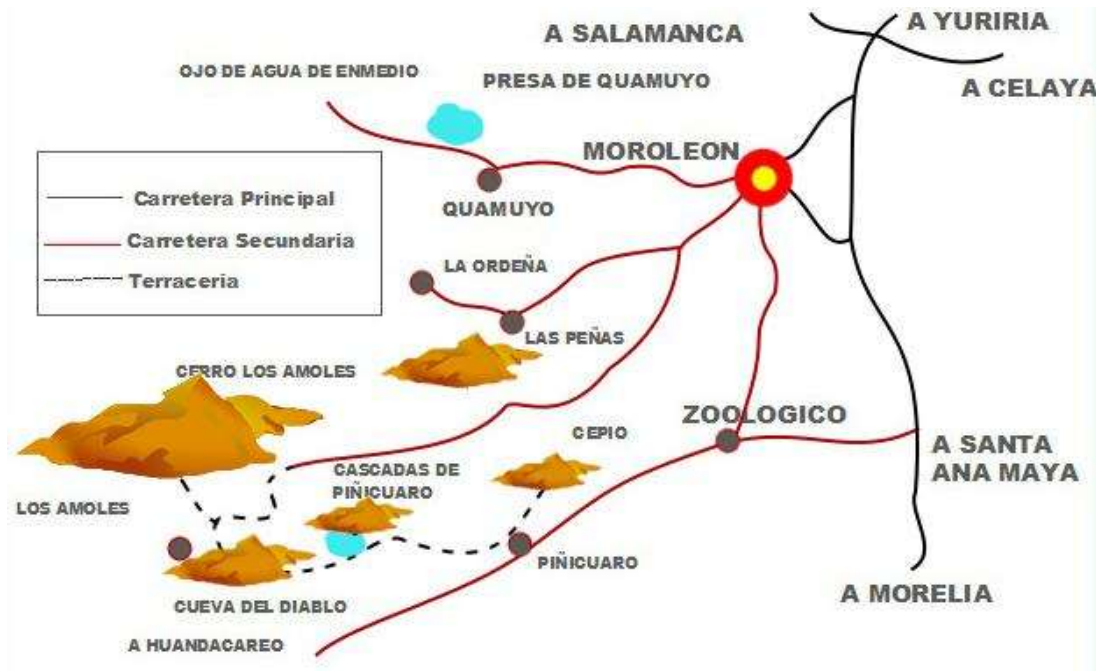 A SALAMANCA
A YURIRIA
OJO DE AGUA DE ENMEDIO
PRESA DE QUAMUYO
A CELAYA
MOROLEON
Carretera Principal
QUAMUYO
Carretera Secundaria
LA ORDEÑA
Terraceria
LAS PEÑAS
CERRO LOS AMOLES
ZOOLOGICO
CEPIO
A SANTA
ANA MAYA
CASCADAS DE
PIÑICUARO
LOS AMOLES
PIÑICUARO
A MORELIA
CUEVA DEL DIABLO
A HUANDACAREO